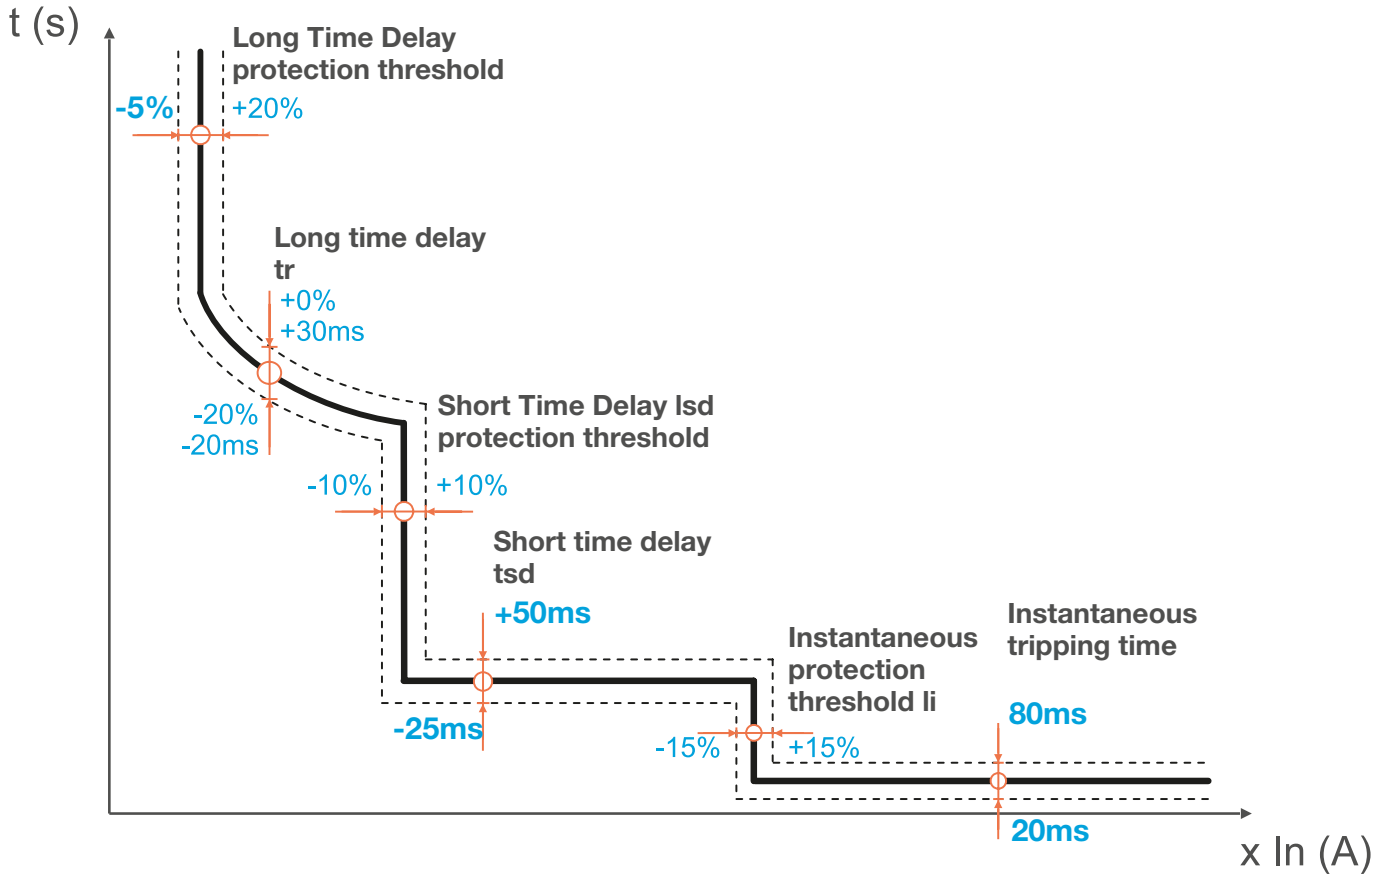 t (s)
Long Time Delay
protection threshold
-5%
+20%
Long time delay
tr
+0%
+30ms
-20%
-20ms
Short Time Delay Isd
protection threshold
-10%
+10%
Short time delay
tsd
+50ms
-25ms
Instantaneous
protection
threshold Ii
-15%
+15%
Instantaneous
tripping time
80ms
20ms
x In (A)